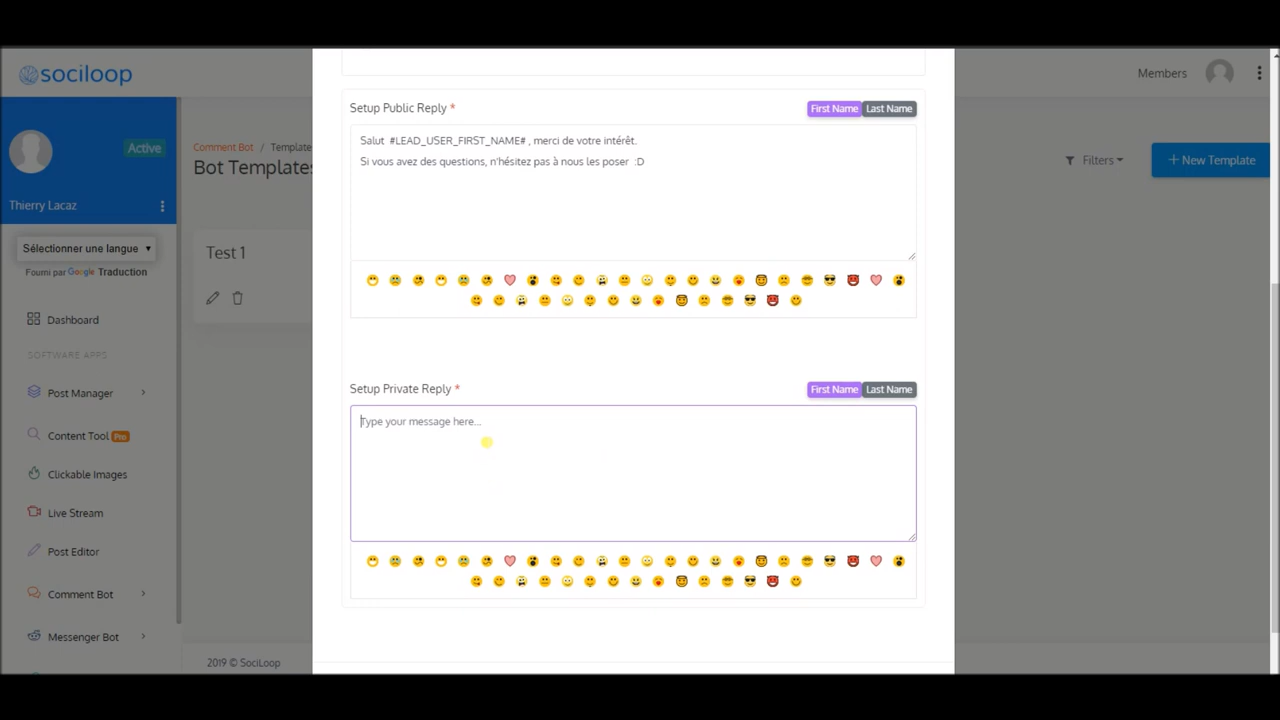 sociloop
Members
Active
Thierry Lacaz
Sélectionner une langue
Fourni par Google Traduction
Dashboard
SOFTWARE APPS
Post Manager
Content Tool Pro
Clickable Images
Live Stream
Post Editor
Comment Bot
Messenger Bot
Comment Bot / Templates
Bot Templates
Filters
+ New Template
Test 1
2019 © SociLoop
Setup Public Reply *
First Name Last Name
Salut #LEAD_USER_FIRST_NAME# , merci de votre intérêt.
Si vous avez des questions, n'hésitez pas à nous les poser :D
Setup Private Reply *
First Name Last Name
Type your message here...